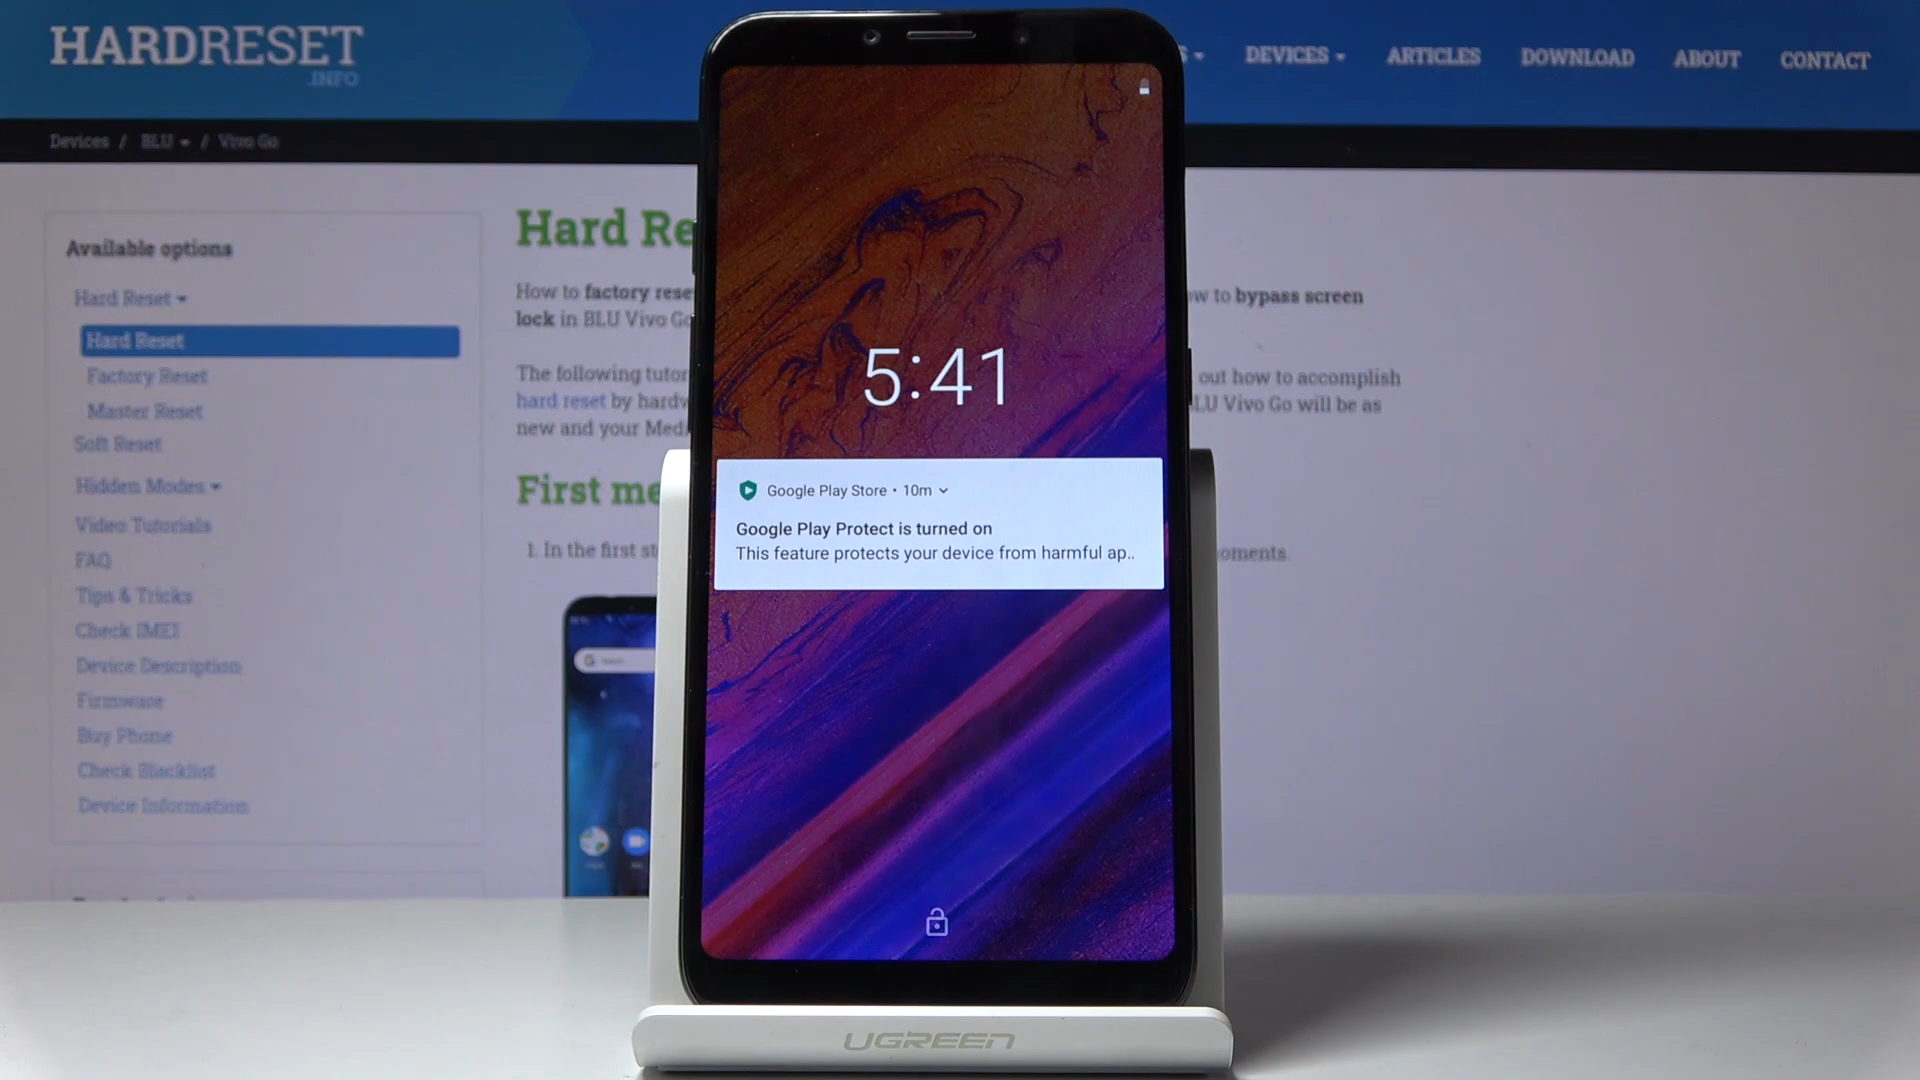 HARDRESET
.INFO
DEVICES
ARTICLES
DOWNLOAD
ABOUT
CONTACT
Devices / BLU / Vivo Go
Available options
Hard Reset
Hard Reset
Factory Reset
Master Reset
Soft Reset
Hidden Modes
Video Tutorials
FAQ
Tips & Tricks
Check IMEI
Device Description
Firmware
Buy Phone
Check Blacklist
Device Information
Hard Re
How to factory rese
lock in BLU Vivo Go
to bypass screen
The following tutor
out how to accomplish
hard reset by hardw
LU Vivo Go will be as
new and your Med
First me
1. In the first st
oments.
5:41
Google Play Store • 10m
Google Play Protect is turned on
This feature protects your device from harmful ap..
UGREEN